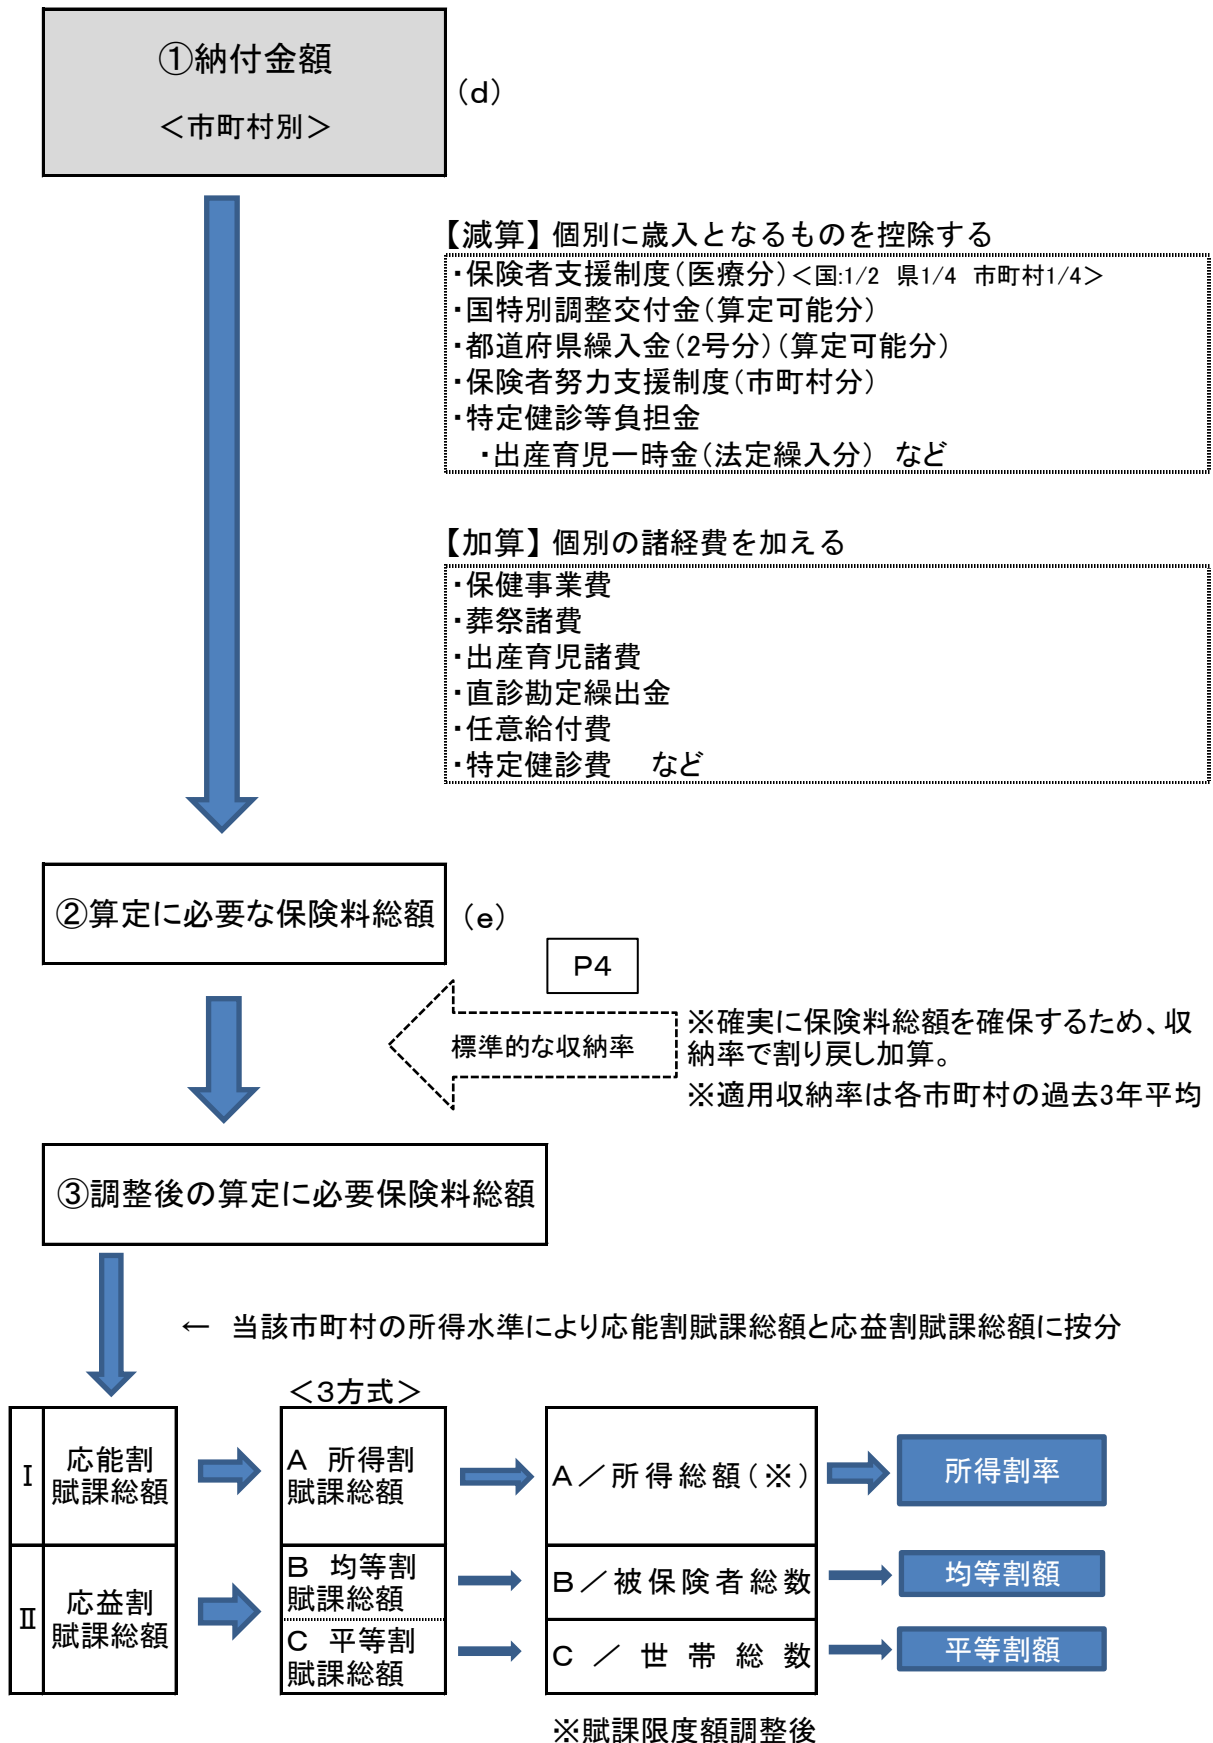 ①納付金額
(d)
＜市町村別＞
【減算】個別に歳入となるものを控除する
・保険者支援制度（医療分）＜国:1/2　県1/4　市町村1/4＞
・国特別調整交付金（算定可能分）
・都道府県繰入金（2号分）（算定可能分）
・保険者努力支援制度（市町村分）
・特定健診等負担金
・出産育児一時金（法定繰入分）　など
【加算】個別の諸経費を加える
・保健事業費
・葬祭諸費
・出産育児諸費
・直診勘定繰出金
・任意給付費
・特定健診費　など
②算定に必要な保険料総額
(e)
P4
標準的な収納率
※確実に保険料総額を確保するため、収
納率で割り戻し加算。
※適用収納率は各市町村の過去3年平均
③調整後の算定に必要保険料総額
←　当該市町村の所得水準により応能割賦課総額と応益割賦課総額に按分
＜3方式＞
Ⅰ
応能割
賦課総額
A　所得割
賦課総額
A／所得総額（※）
所得割率
Ⅱ
応益割
賦課総額
B　均等割
賦課総額
B／被保険者総数
均等割額
C　平等割
賦課総額
C　／　世　帯　総　数
平等割額
※賦課限度額調整後